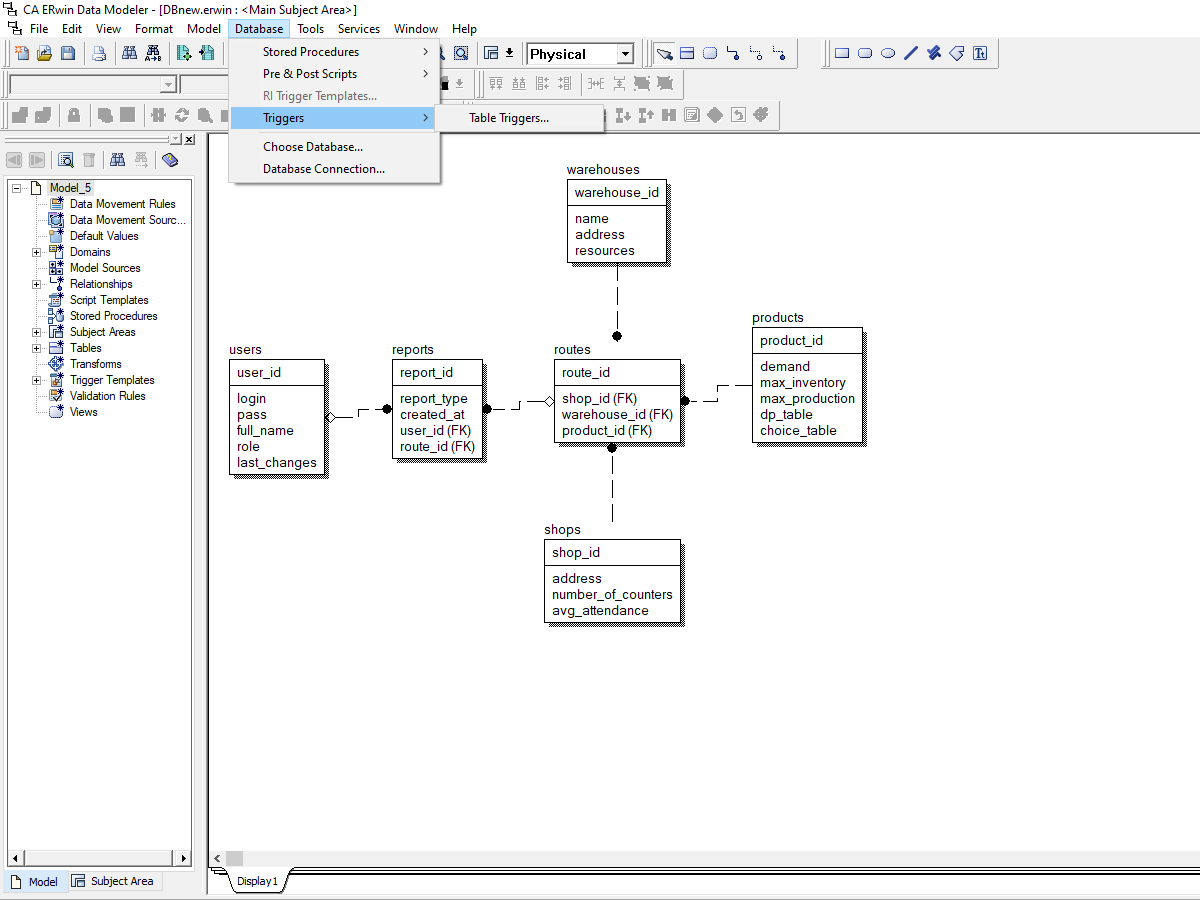 CA ERwin Data Modeler - [DBnew.erwin : <Main Subject Area>]
File Edit View Format Model Database Tools Services Window Help
Physical
Stored Procedures
Pre & Post Scripts
RI Trigger Templates...
Triggers
Table Triggers...
Choose Database...
Database Connection...
Model_5
Data Movement Rules
Data Movement Sourc...
Default Values
Domains
Model Sources
Relationships
Script Templates
Stored Procedures
Subject Areas
Tables
Transforms
Trigger Templates
Validation Rules
Views
warehouses
warehouse_id
name
address
resources
users
user_id
login
pass
full_name
role
last_changes
reports
report_id
report_type
created_at
user_id (FK)
route_id (FK)
routes
route_id
shop_id (FK)
warehouse_id (FK)
product_id (FK)
products
product_id
demand
max_inventory
max_production
dp_table
choice_table
shops
shop_id
address
number_of_counters
avg_attendance
Model
Subject Area
Display1